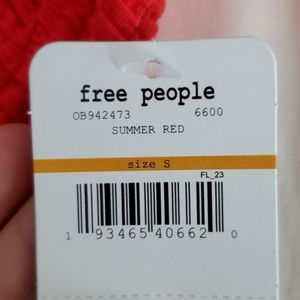 free people
OB942473 6600
SUMMER RED
size S
FL_23
1 93465 40662 0